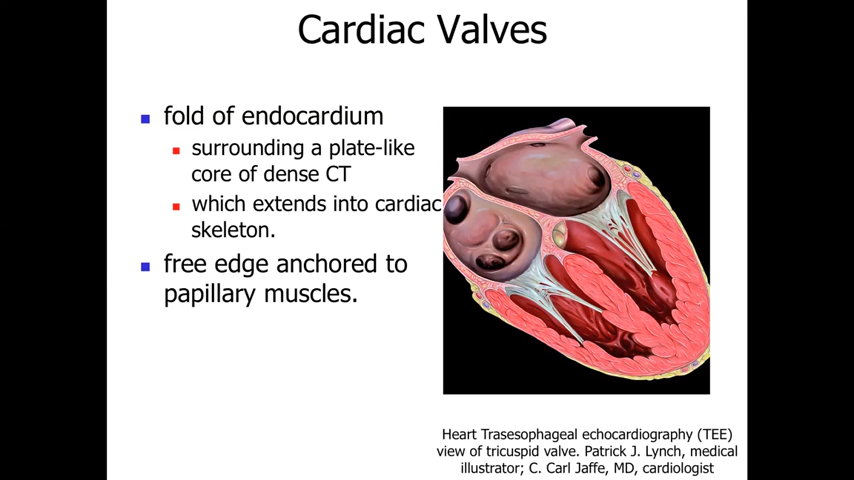 Cardiac Valves
fold of endocardium
surrounding a plate-like
core of dense CT
which extends into cardiac
skeleton.
free edge anchored to
papillary muscles.
Heart Trasesophageal echocardiography (TEE)
view of tricuspid valve. Patrick J. Lynch, medical
illustrator; C. Carl Jaffe, MD, cardiologist